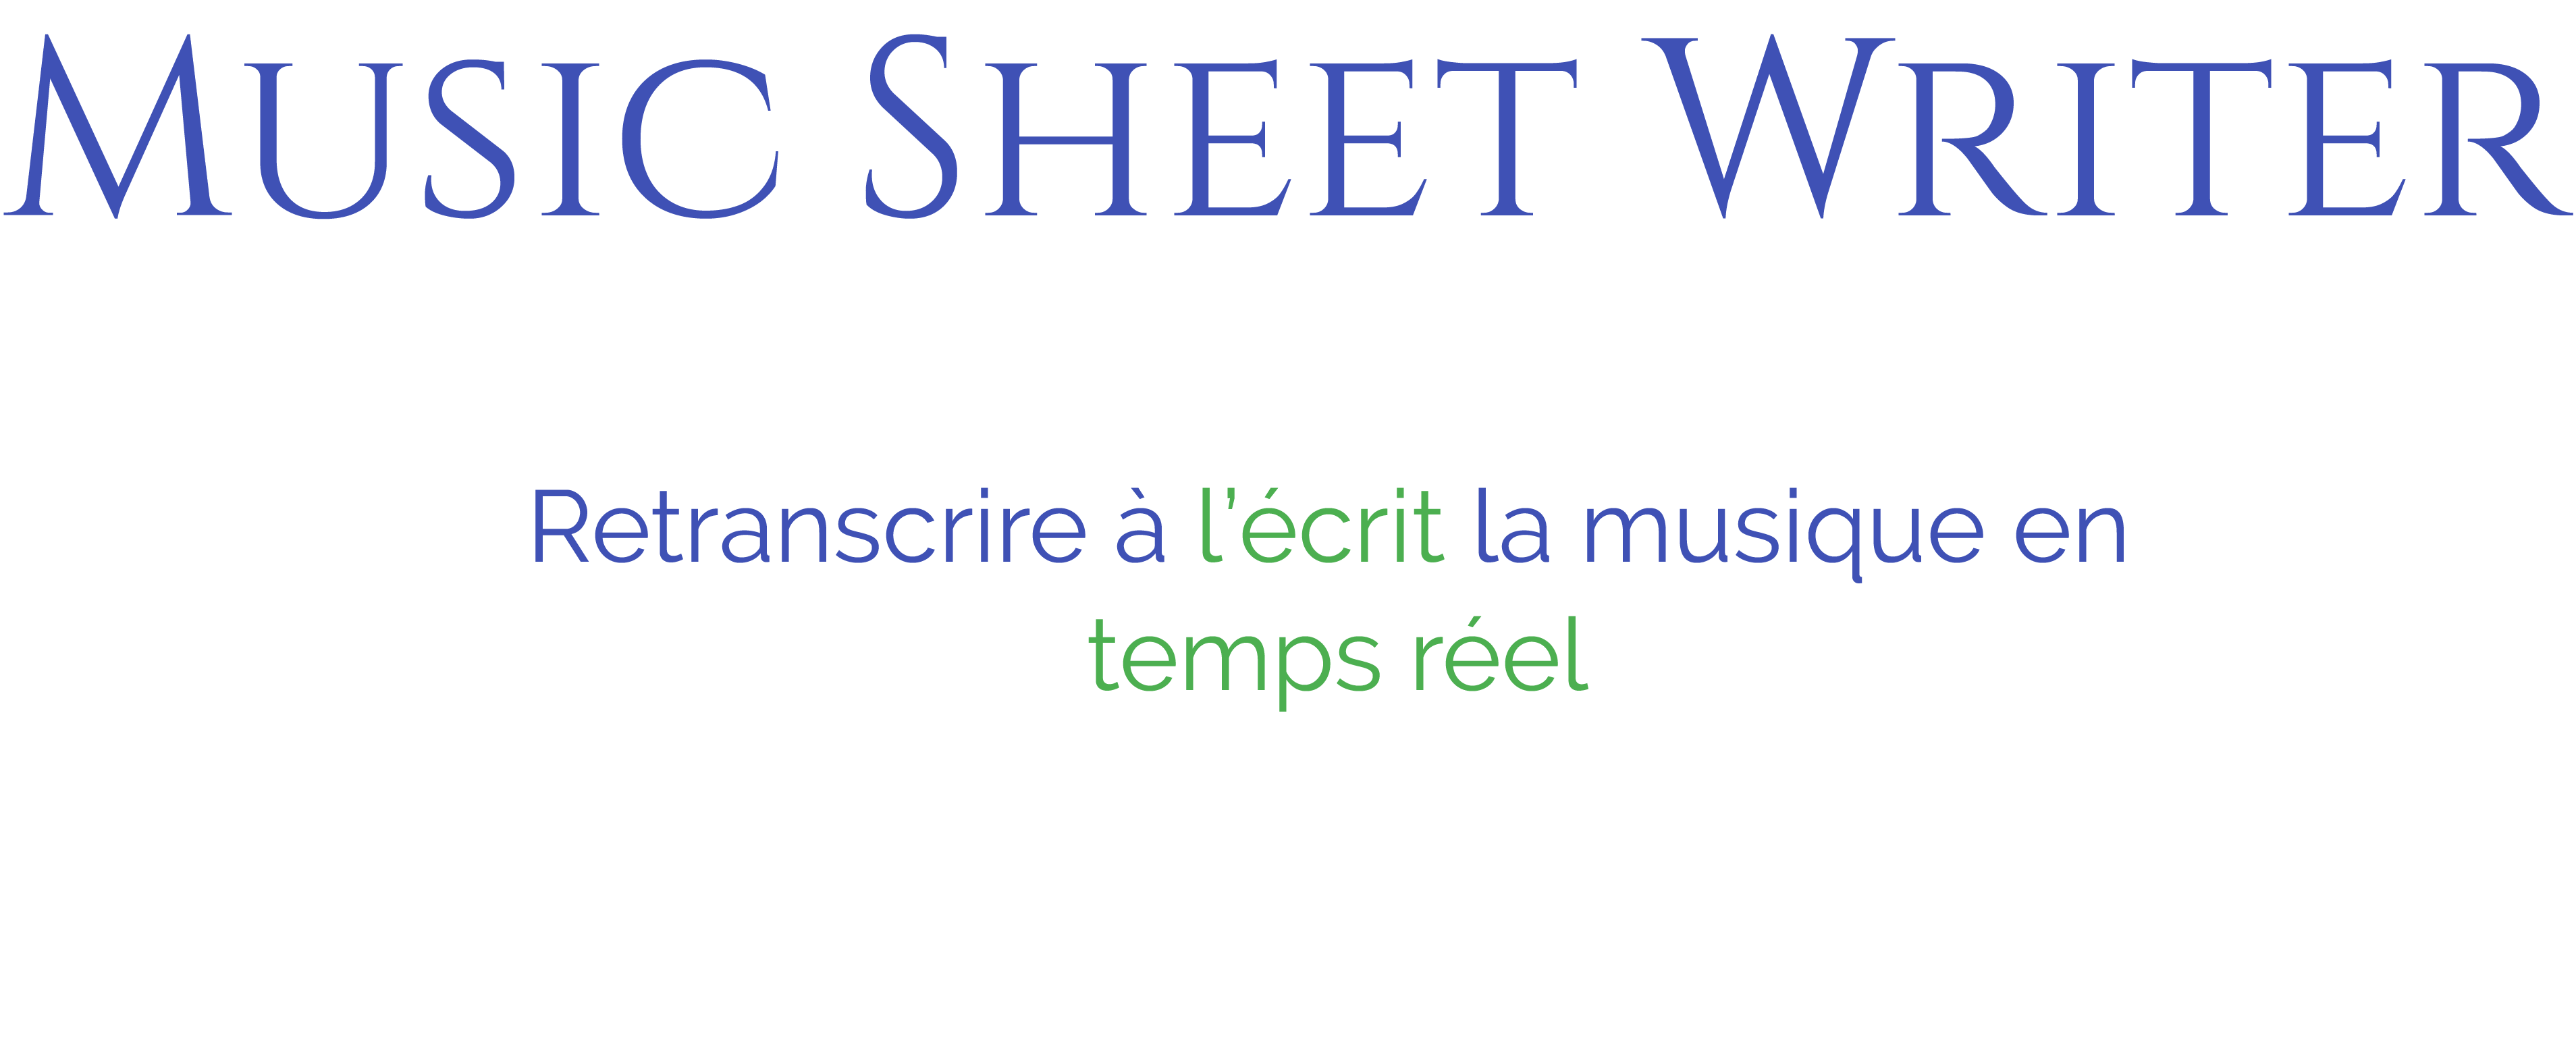 Music Sheet Writer
Retranscrire à l'écrit la musique en
temps réel